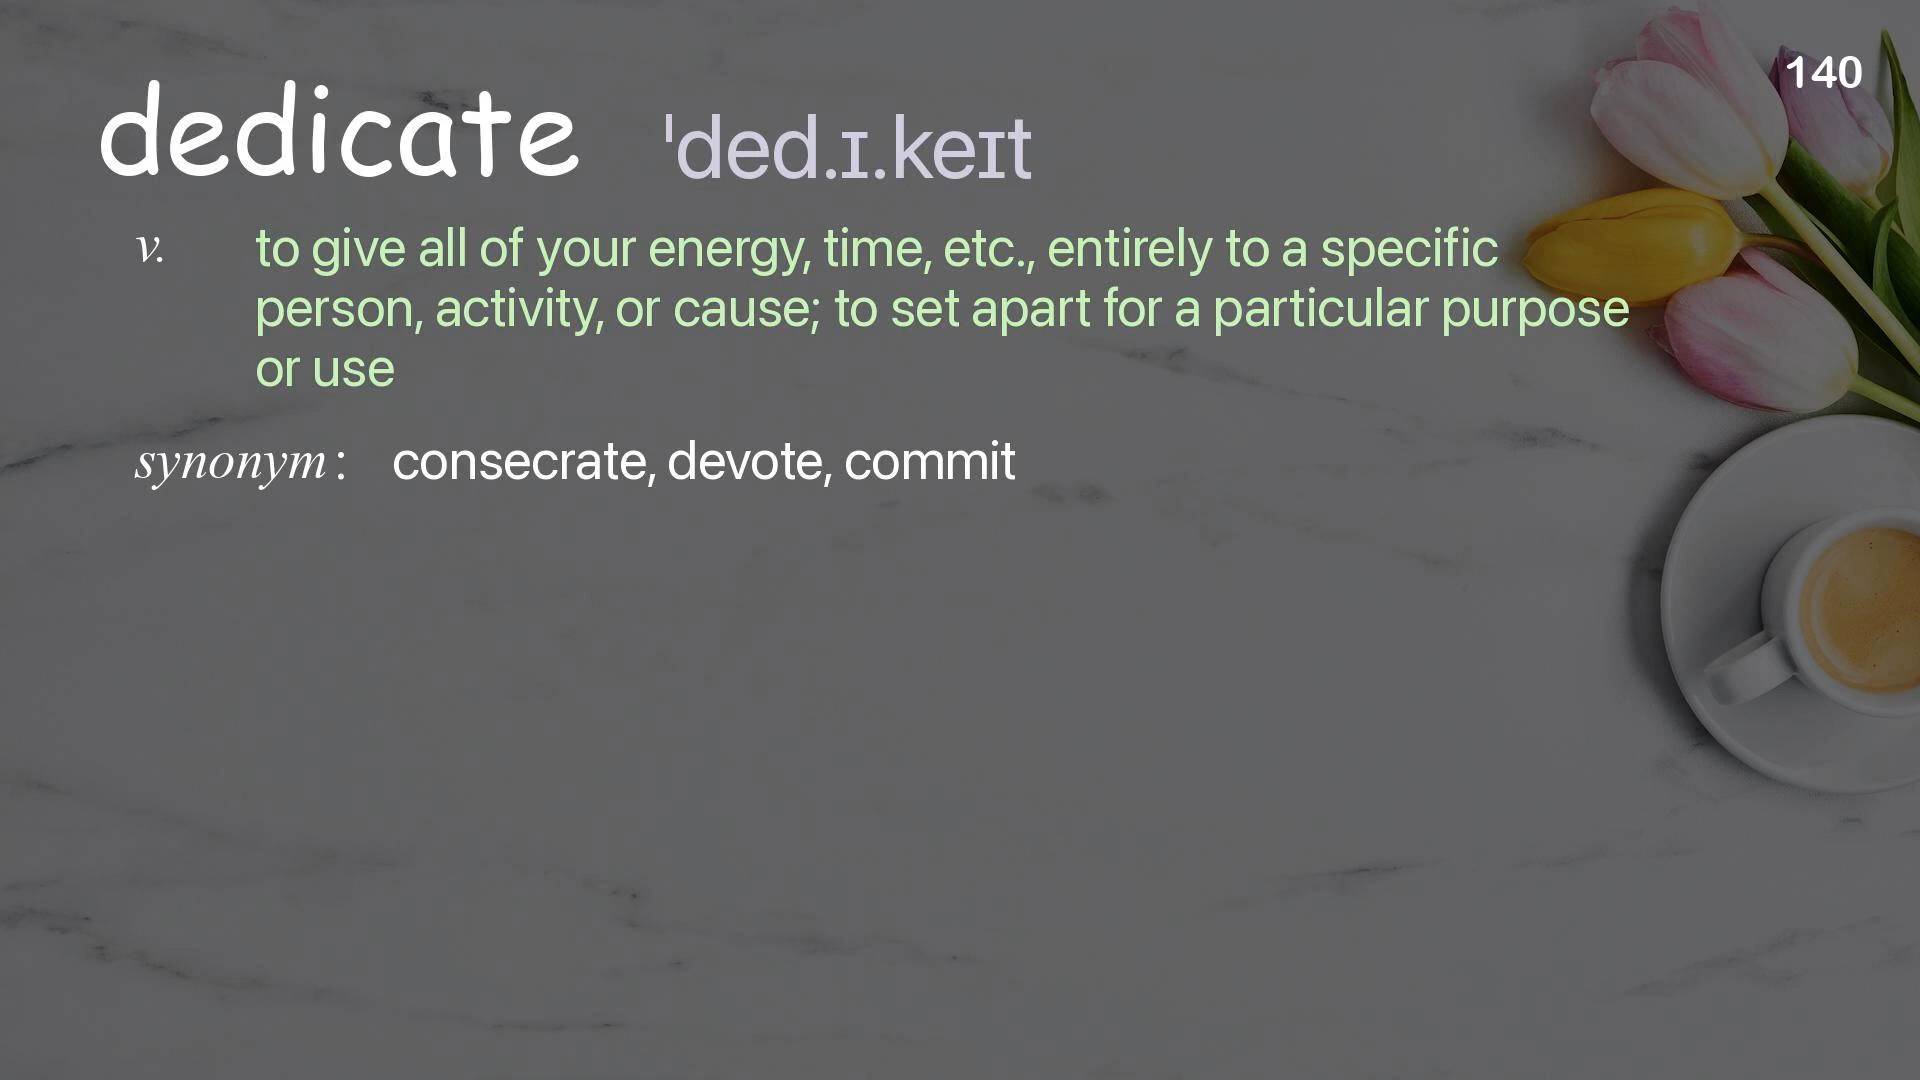 140
dedicate ˈded.ɪ.keɪt
v. to give all of your energy, time, etc., entirely to a specific
person, activity, or cause; to set apart for a particular purpose
or use
synonym : consecrate, devote, commit